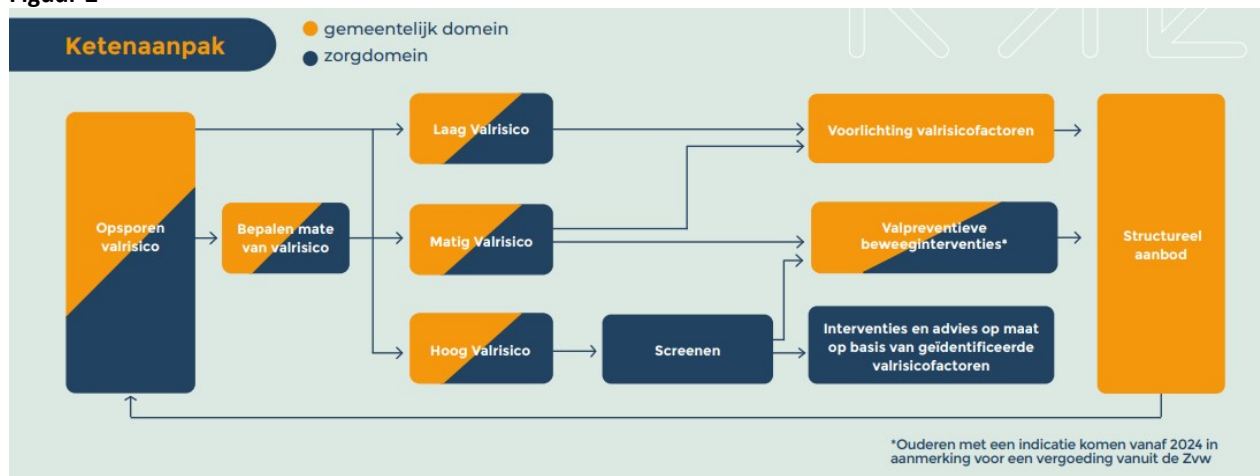 Ketenaanpak
gemeentelijk domein
zorgdomein
Opsporen
valrisico
Bepalen mate
van valrisico
Laag Valrisico
Matig Valrisico
Hoog Valrisico
Screenen
Voorlichting valrisicofactoren
Valpreventieve
beweeginterventies*
Interventies en advies op maat
op basis van geïdentificeerde
valrisicofactoren
Structureel
aanbod
*Ouderen met een indicatie komen vanaf 2024 in
aanmerking voor een vergoeding vanuit de Zvw